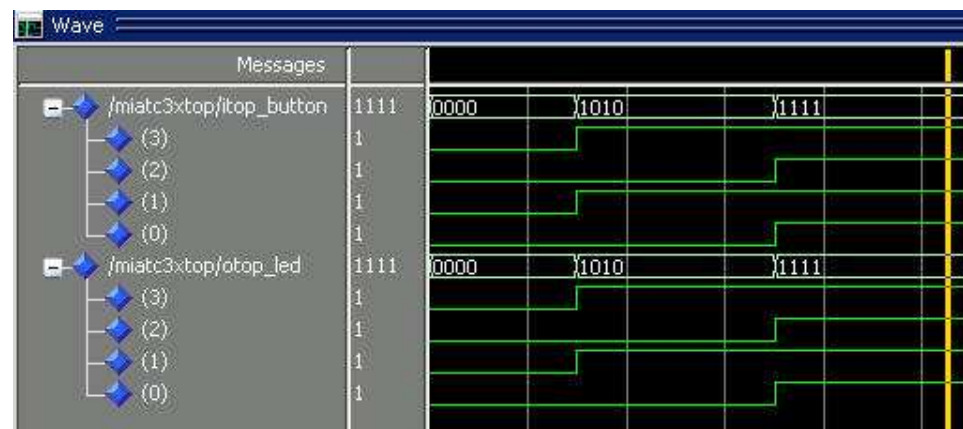 Wave
Messages
/miatc3xtop/itop_button 1111 0000 1010 1111
(3) 1
(2) 1
(1) 1
(0) 1
/miatc3xtop/otop_led 1111 0000 1010 1111
(3) 1
(2) 1
(1) 1
(0) 1